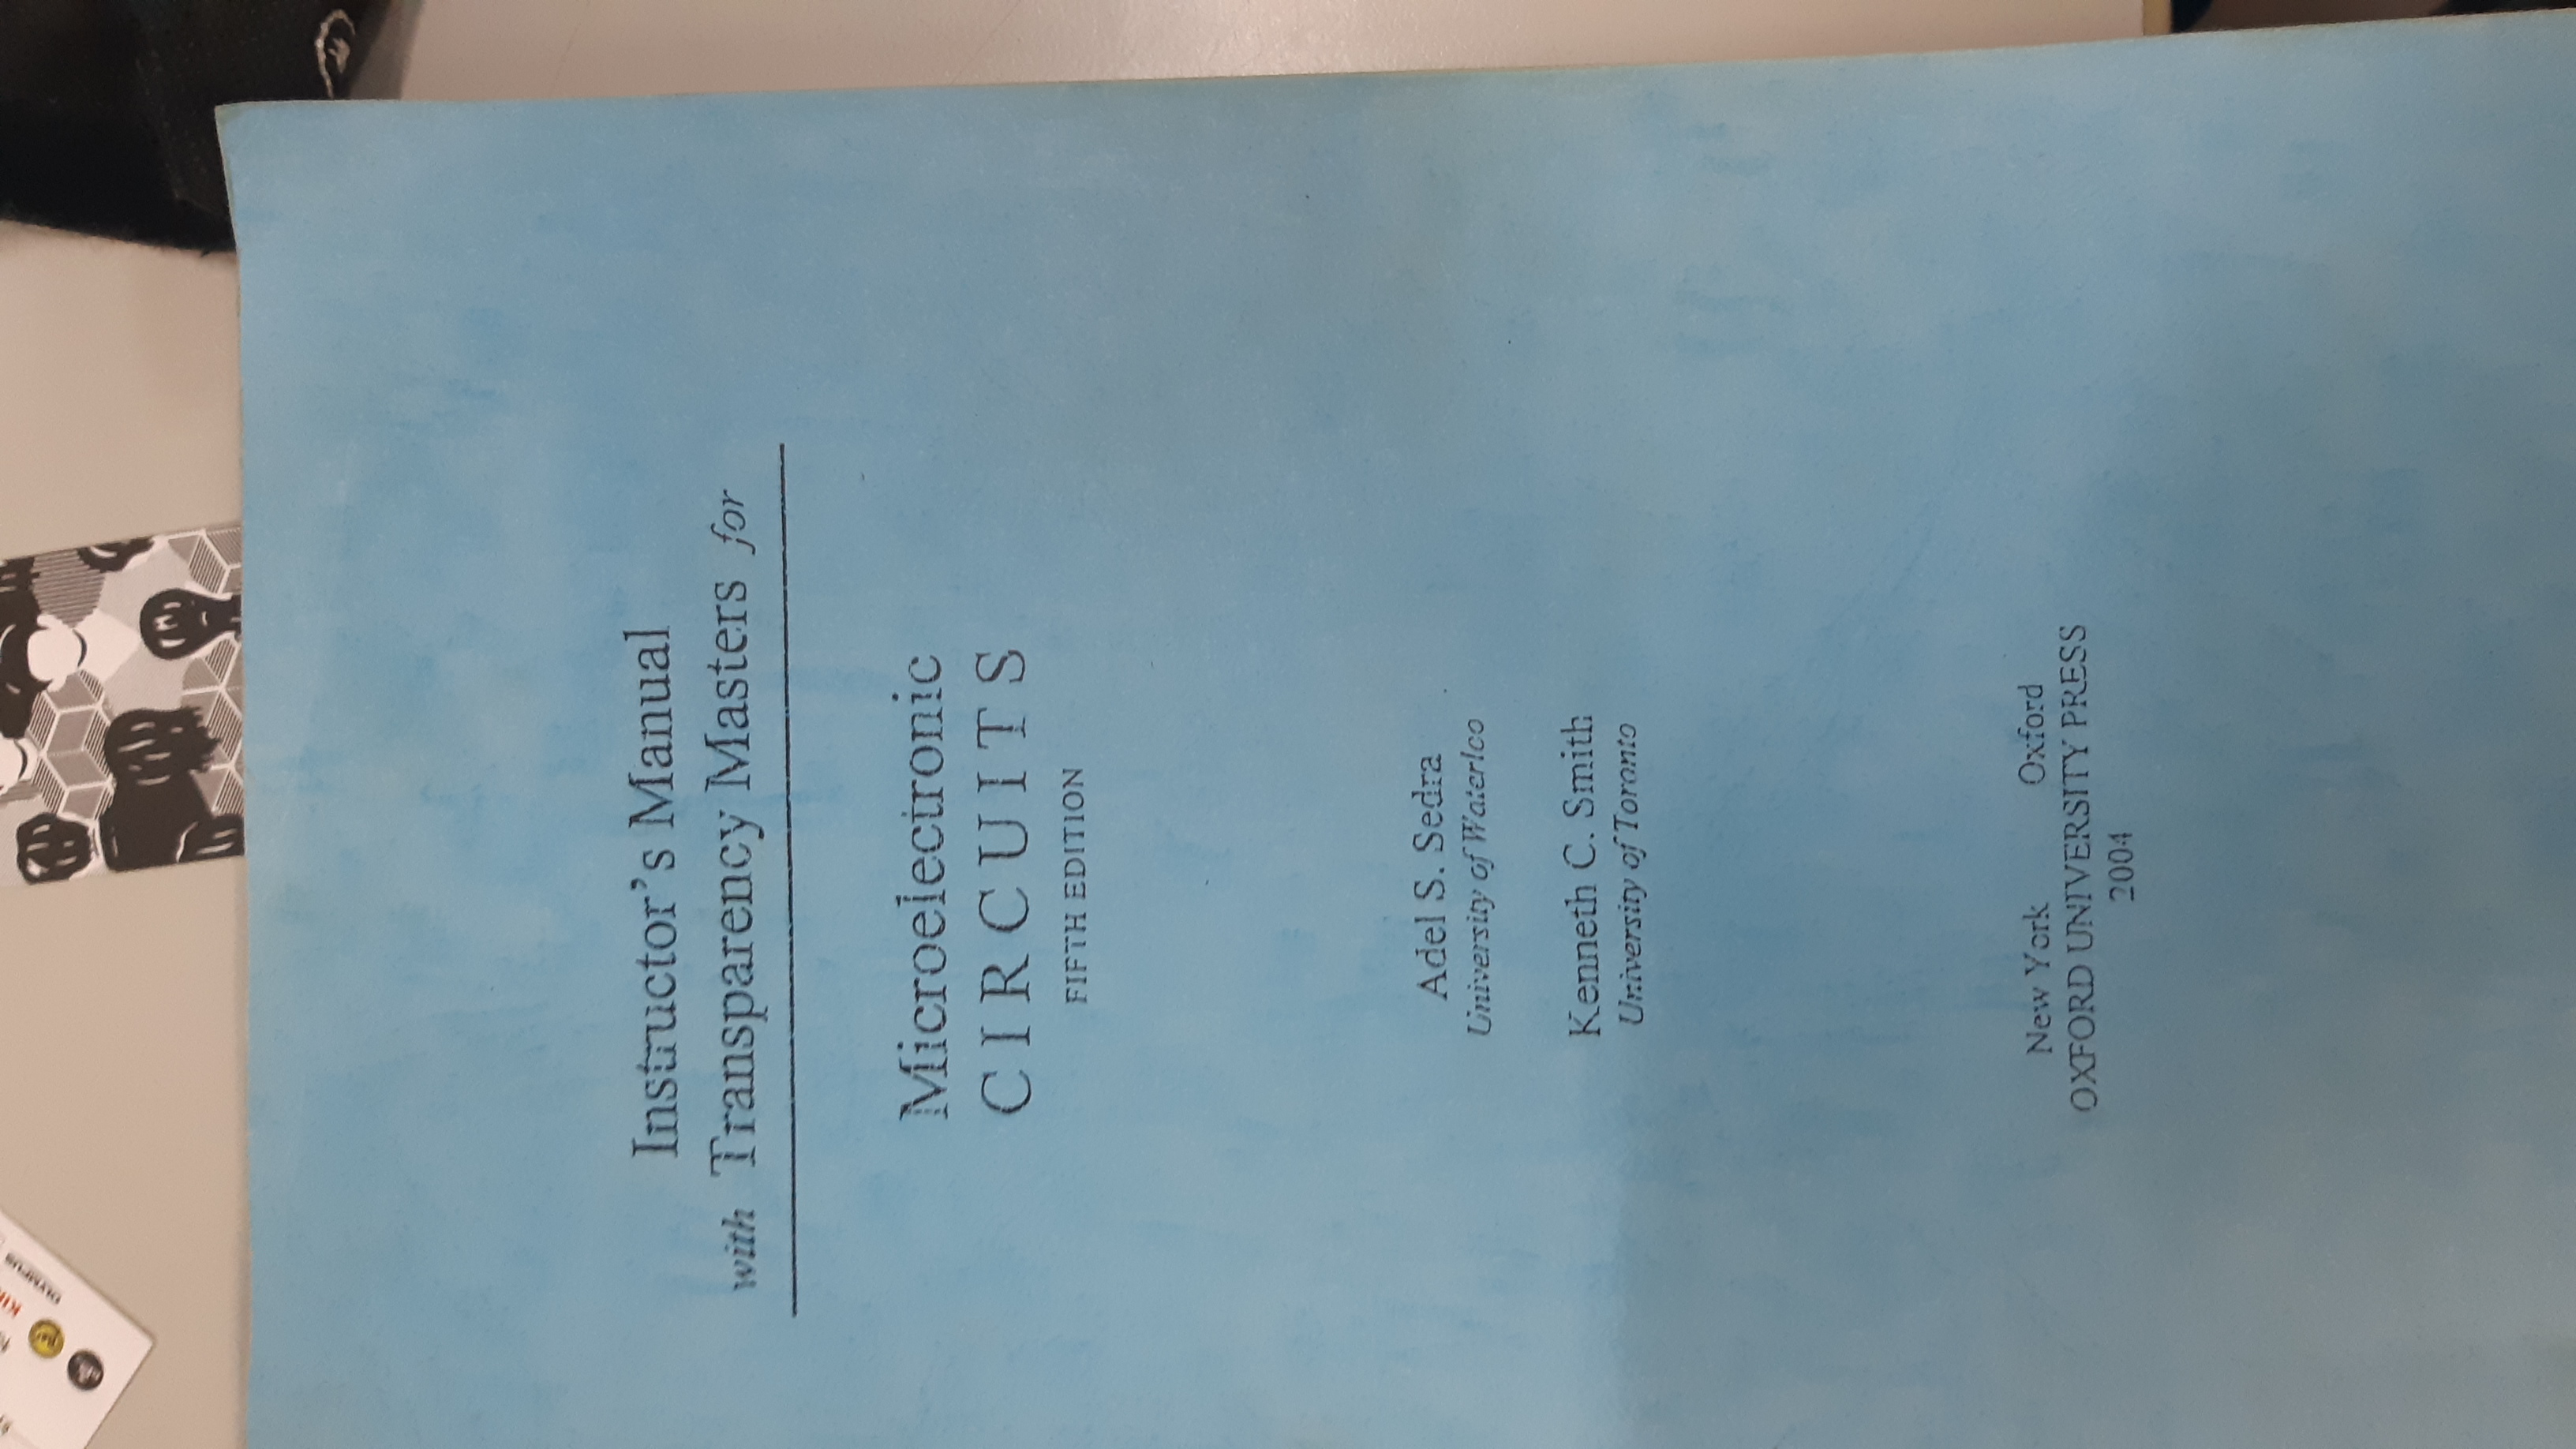 OLYMPUS
Instructor's Manual
with Transparency Masters for
Microelectronic
CIRCUITS
FIFTH EDITION
Adel S. Sedra
University of Waterloo
Kenneth C. Smith
University of Toronto
New York Oxford
OXFORD UNIVERSITY PRESS
2004